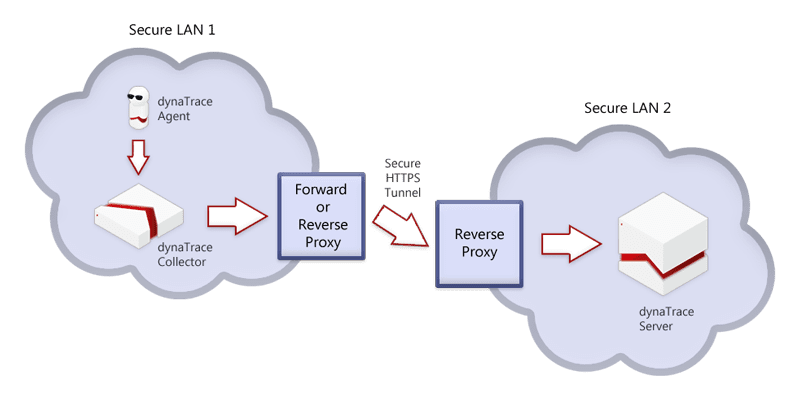 Secure LAN 1
dynaTrace
Agent
dynaTrace
Collector
Forward
or
Reverse
Proxy
Secure
HTTPS
Tunnel
Secure LAN 2
Reverse
Proxy
dynaTrace
Server